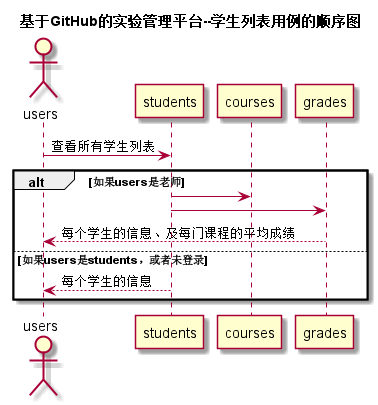 基于GitHub的实验管理平台--学生列表用例的顺序图
users
students
courses
grades
查看所有学生列表
alt
[如果users是老师]
每个学生的信息、及每门课程的平均成绩
[如果users是students，或者未登录]
每个学生的信息
users
students
courses
grades